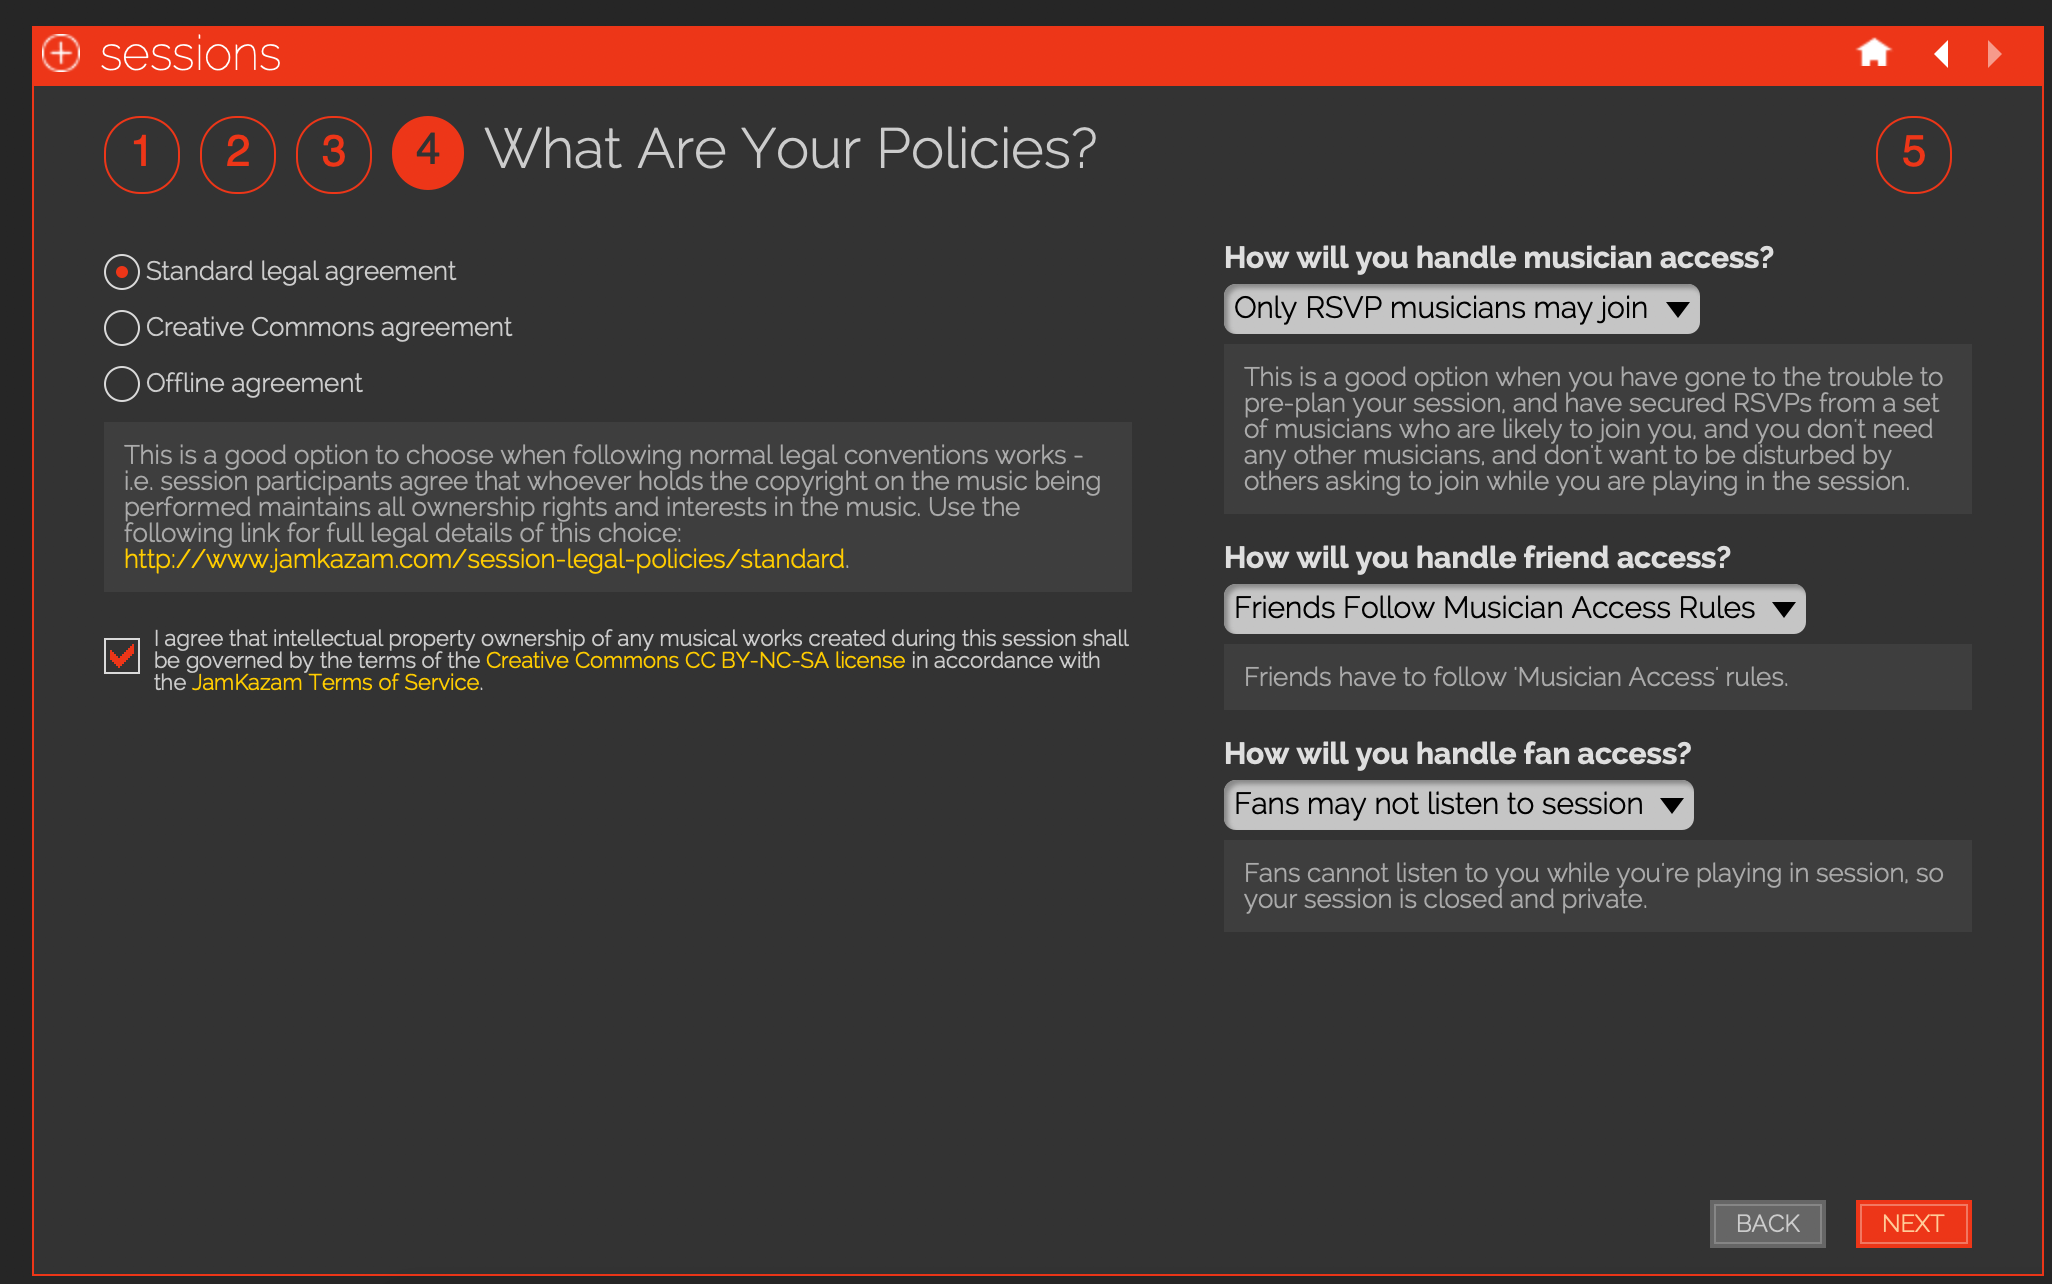 sessions
1 2 3 4 What Are Your Policies? 5
Standard legal agreement
Creative Commons agreement
Offline agreement
This is a good option to choose when following normal legal conventions works -
i.e. session participants agree that whoever holds the copyright on the music being
performed maintains all ownership rights and interests in the music. Use the
following link for full legal details of this choice:
http://www.jamkazam.com/session-legal-policies/standard.
I agree that intellectual property ownership of any musical works created during this session shall
be governed by the terms of the Creative Commons CC BY-NC-SA license in accordance with
the JamKazam Terms of Service.
How will you handle musician access?
Only RSVP musicians may join
This is a good option when you have gone to the trouble to
pre-plan your session, and have secured RSVPs from a set
of musicians who are likely to join you, and you don't need
any other musicians, and don't want to be disturbed by
others asking to join while you are playing in the session.
How will you handle friend access?
Friends Follow Musician Access Rules
Friends have to follow 'Musician Access' rules.
How will you handle fan access?
Fans may not listen to session
Fans cannot listen to you while you're playing in session, so
your session is closed and private.
BACK NEXT